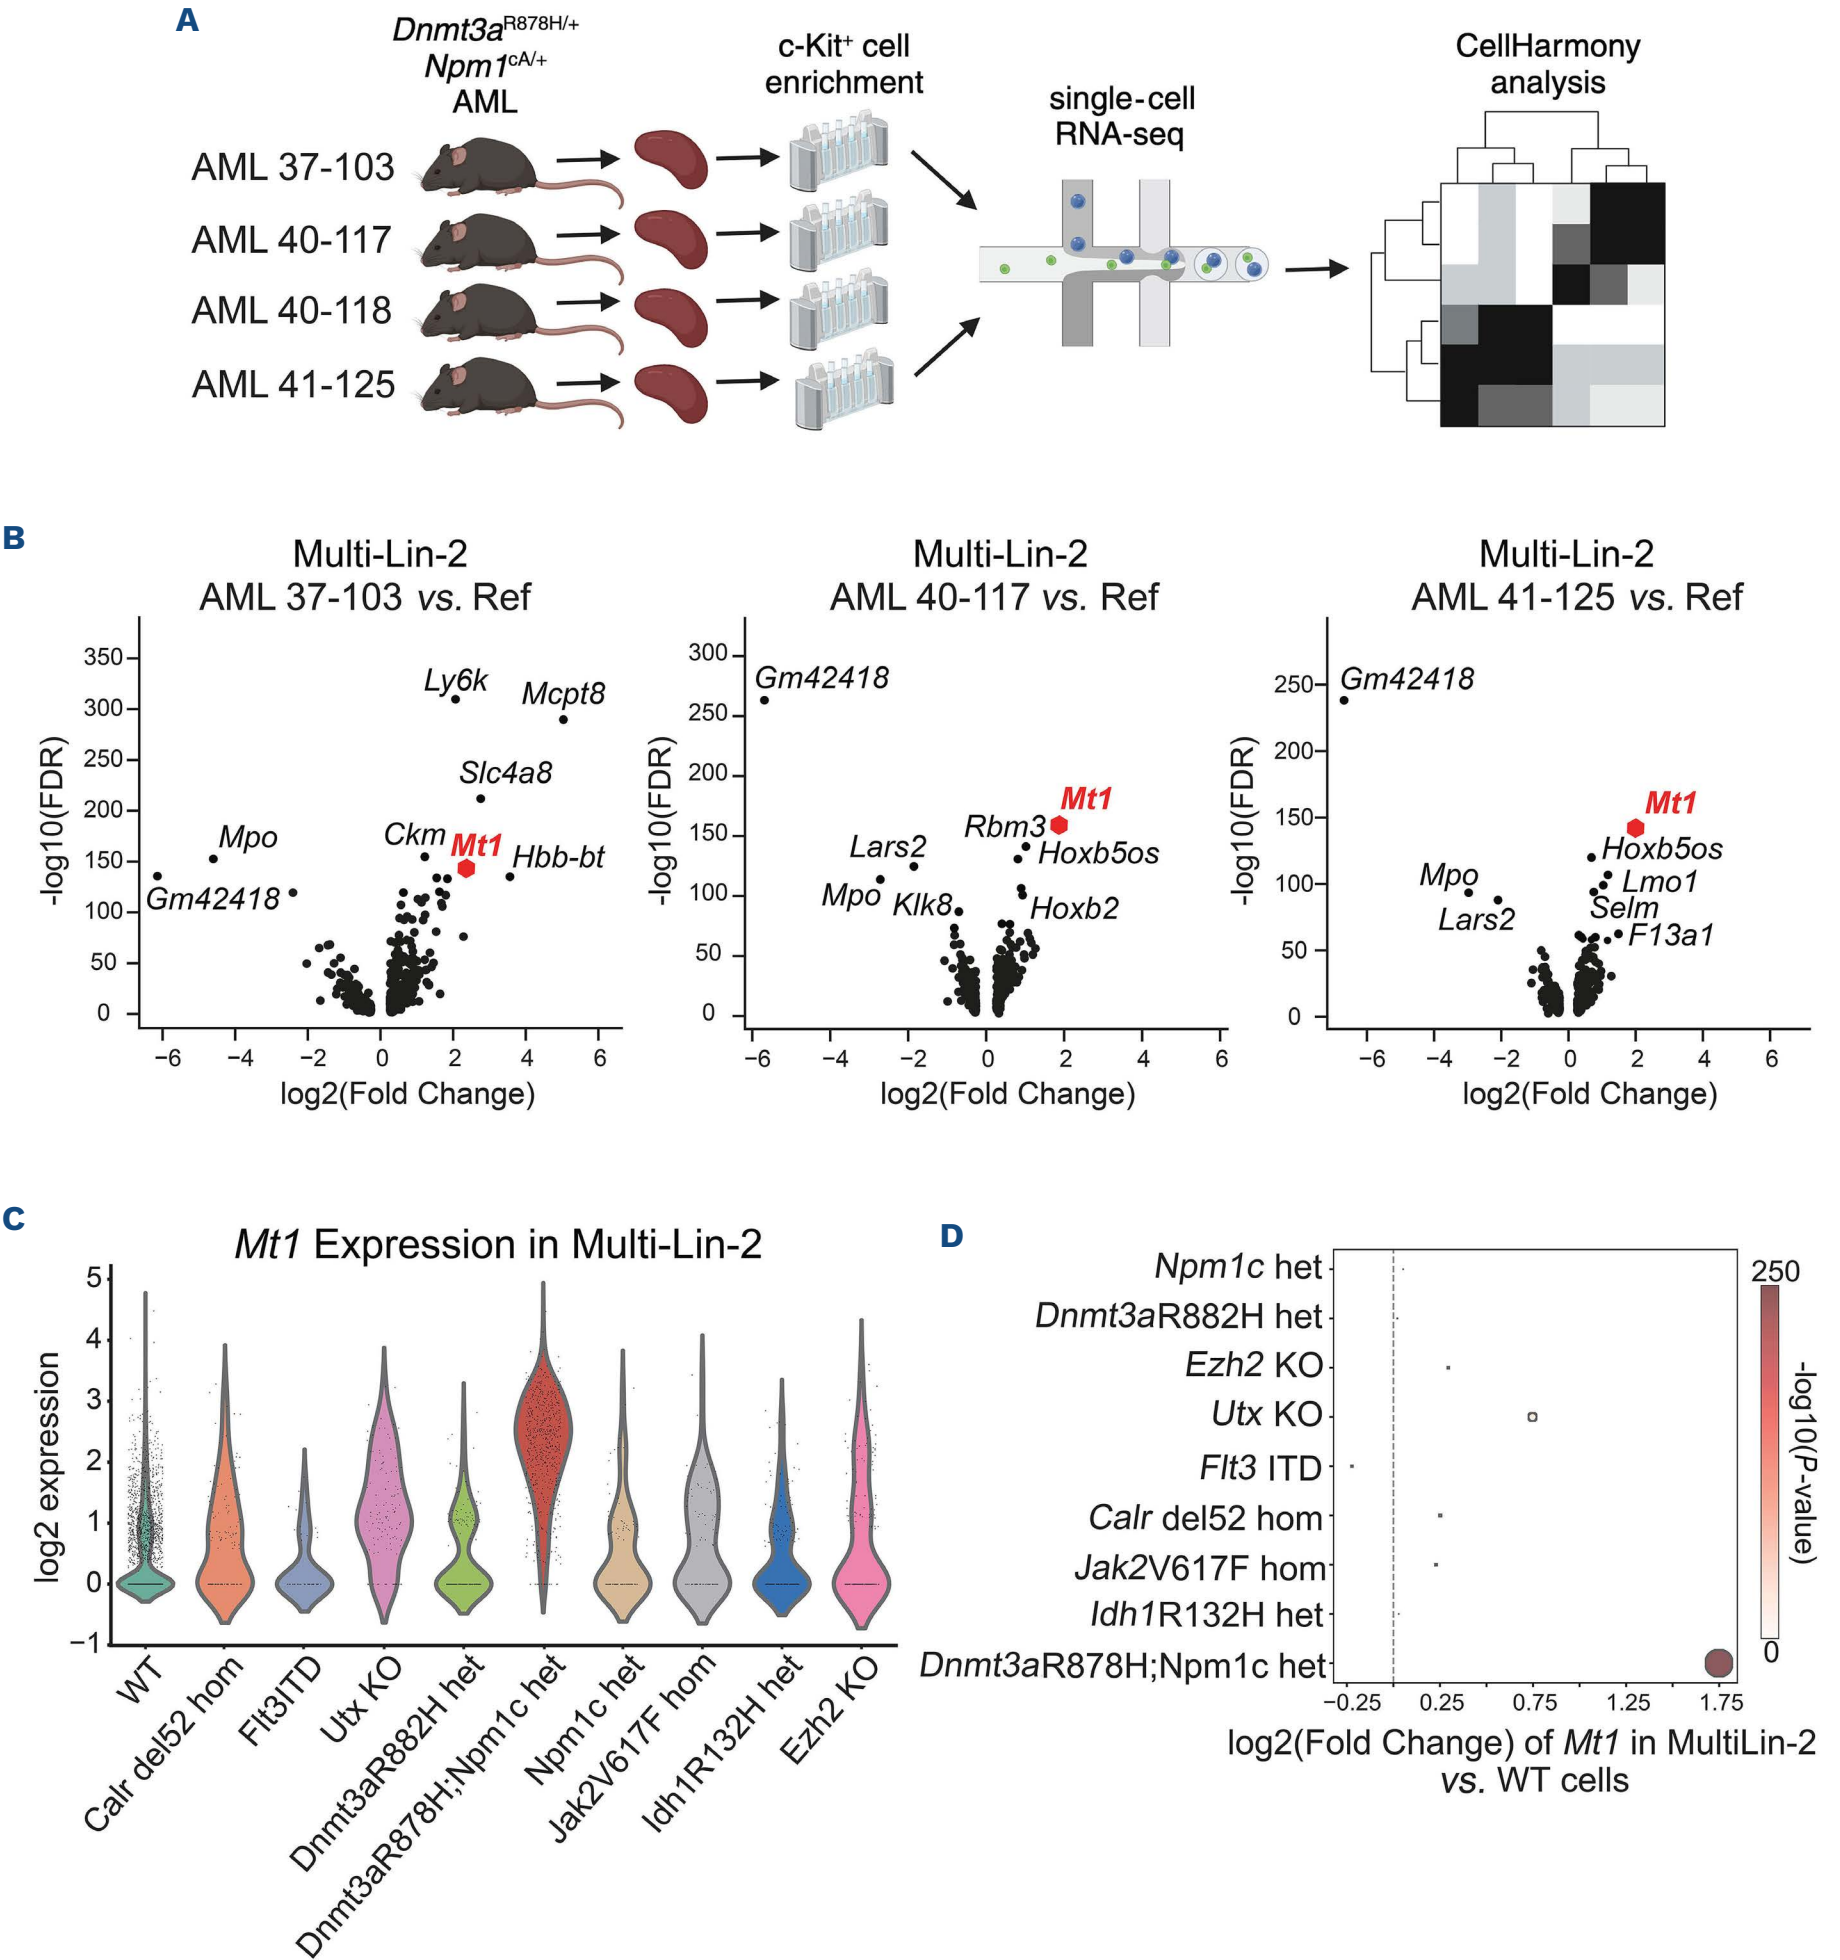 A
Dnmt3aR878H/+
Npm1cA/+
AML
c-Kit+ cell
enrichment
single-cell
RNA-seq
CellHarmony
analysis
AML 37-103
AML 40-117
AML 40-118
AML 41-125
B
Multi-Lin-2
AML 37-103 vs. Ref
-log10(FDR)
350
300
250
200
150
100
50
0
Ly6k
Mcpt8
Slc4a8
Mpo
Ckm
Mt1
Hbb-bt
Gm42418
−6
−4
−2
0
2
4
6
log2(Fold Change)
Multi-Lin-2
AML 40-117 vs. Ref
-log10(FDR)
300
250
200
150
100
50
0
Gm42418
Mt1
Rbm3
Lars2
Hoxb5os
Mpo
Klk8
Hoxb2
−6
−4
−2
0
2
4
6
log2(Fold Change)
Multi-Lin-2
AML 41-125 vs. Ref
-log10(FDR)
250
200
150
100
50
0
Gm42418
Mt1
Hoxb5os
Mpo
Lmo1
Lars2
Selm
F13a1
−6
−4
−2
0
2
4
6
log2(Fold Change)
C
Mt1 Expression in Multi-Lin-2
log2 expression
5
4
3
2
1
0
−1
WT
Calr del52 hom
Flt3ITD
Utx KO
Dnmt3aR882H het
Dnmt3aR878H;Npm1c het
Npm1c het
Jak2V617F hom
Idh1R132H het
Ezh2 KO
D
Npm1c het
Dnmt3aR882H het
Ezh2 KO
Utx KO
Flt3 ITD
Calr del52 hom
Jak2V617F hom
Idh1R132H het
Dnmt3aR878H;Npm1c het
−0.25
0.25
0.75
1.25
1.75
log2(Fold Change) of Mt1 in MultiLin-2
vs. WT cells
250
0
-log10(P-value)